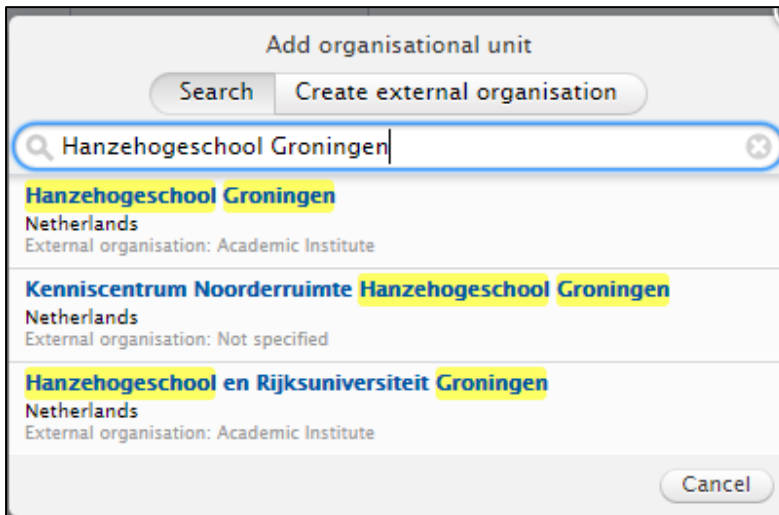 Add organisational unit
Search Create external organisation
Hanzehogeschool Groningen
Hanzehogeschool Groningen
Netherlands
External organisation: Academic Institute
Kenniscentrum Noorderruimte Hanzehogeschool Groningen
Netherlands
External organisation: Not specified
Hanzehogeschool en Rijksuniversiteit Groningen
Netherlands
External organisation: Academic Institute
Cancel